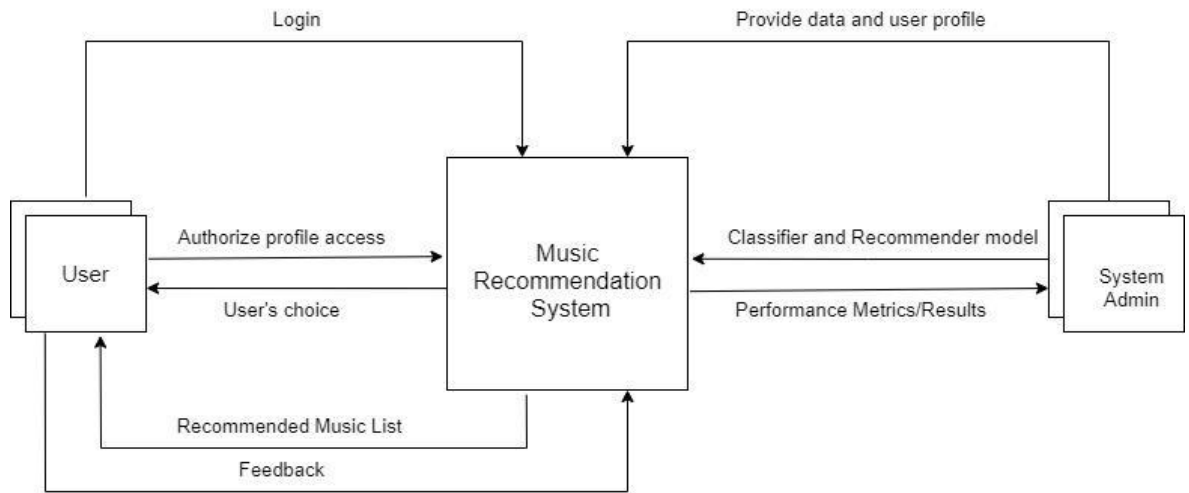 Login
Provide data and user profile
Authorize profile access
Classifier and Recommender model
User
Music
Recommendation
System
System
Admin
User's choice
Performance Metrics/Results
Recommended Music List
Feedback